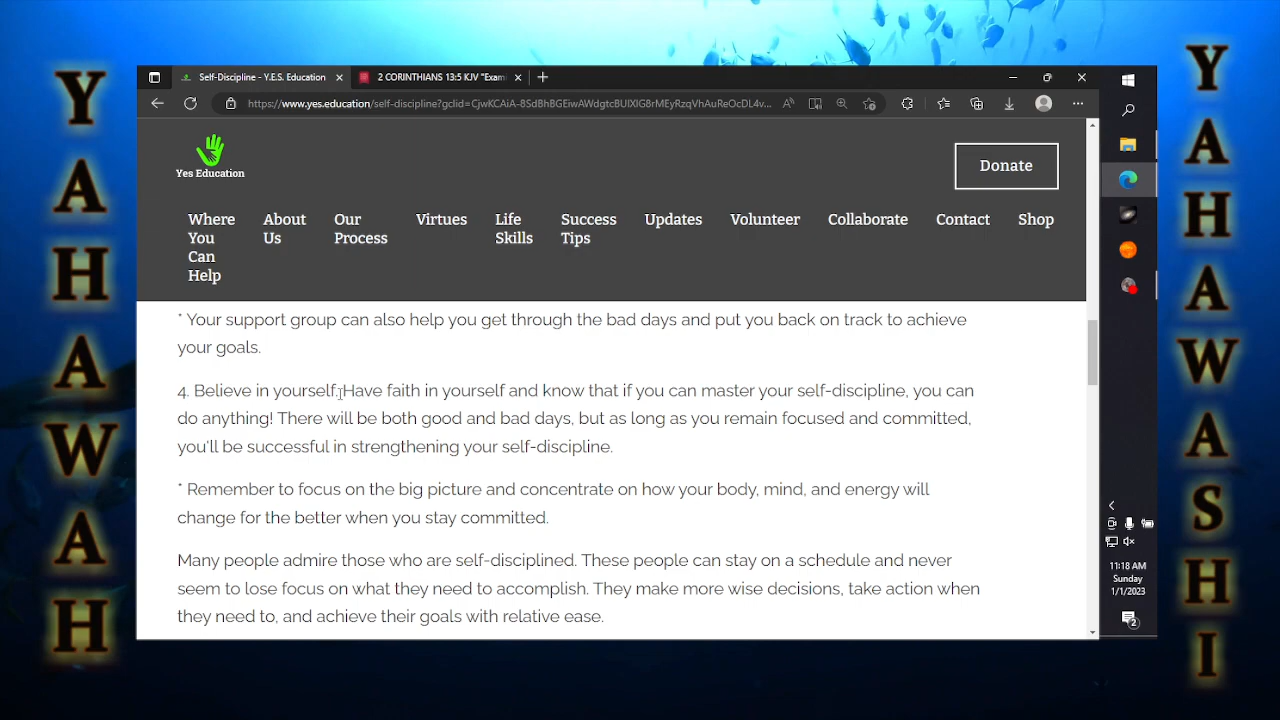 YAHAWAH
Self-Discipline - Y.E.S. Education
2 CORINTHIANS 13:5 KJV "Exam
https://www.yes.education/self-discipline?gclid=CjwKCAiA-8SdBhBGEiwAWdgtcBUIXlG8rMEyRzqVhAuReOcDL4v...
Yes Education
Donate
Where You Can Help
About Us
Our Process
Virtues
Life Skills
Success Tips
Updates
Volunteer
Collaborate
Contact
Shop
* Your support group can also help you get through the bad days and put you back on track to achieve
your goals.
4. Believe in yourself. Have faith in yourself and know that if you can master your self-discipline, you can
do anything! There will be both good and bad days, but as long as you remain focused and committed,
you'll be successful in strengthening your self-discipline.
* Remember to focus on the big picture and concentrate on how your body, mind, and energy will
change for the better when you stay committed.
Many people admire those who are self-disciplined. These people can stay on a schedule and never
seem to lose focus on what they need to accomplish. They make more wise decisions, take action when
they need to, and achieve their goals with relative ease.
11:18 AM
Sunday
1/1/2023
2
YAHAWASHI